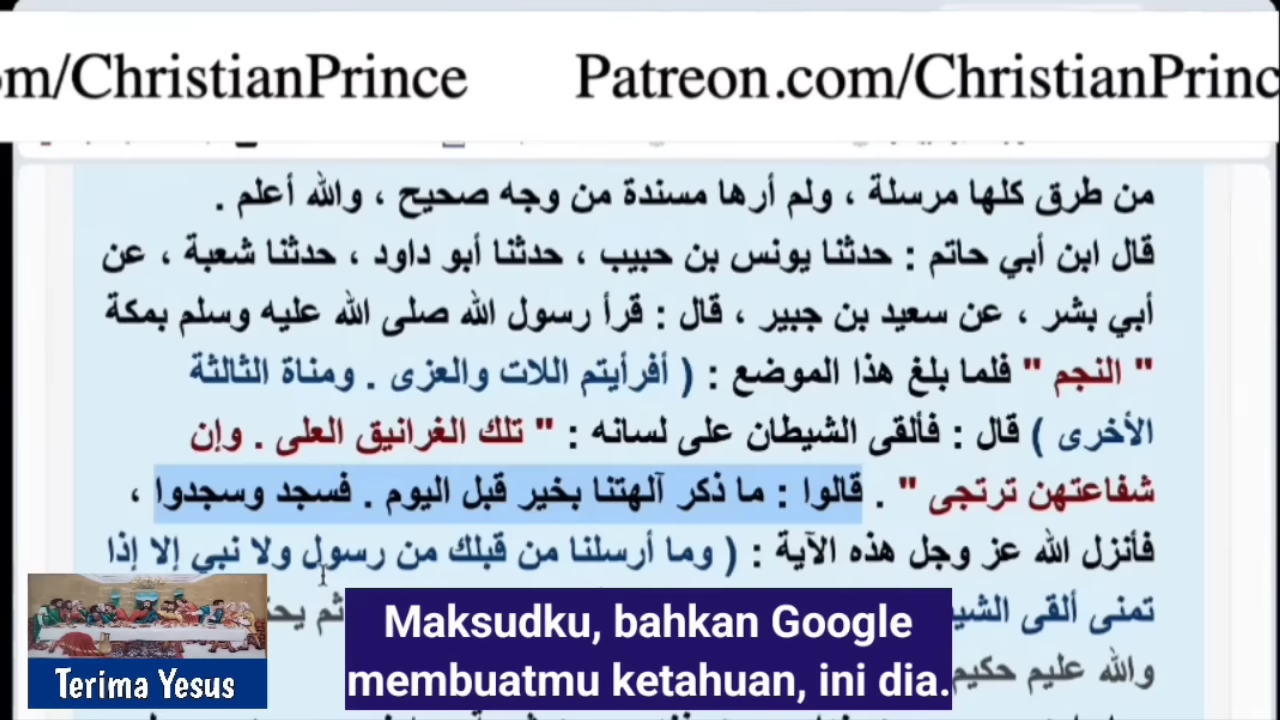 om/ChristianPrince Patreon.com/ChristianPrinc
من طرق كلها مرسلة ، ولم أرها مسندة من وجه صحيح ، والله أعلم .
قال ابن أبي حاتم : حدثنا يونس بن حبيب ، حدثنا أبو داود ، حدثنا شعبة ، عن
أبي بشر ، عن سعيد بن جبير ، قال : قرأ رسول الله صلى الله عليه وسلم بمكة
" النجم " فلما بلغ هذا الموضع : ( أفرأيتم اللات والعزى . ومناة الثالثة
الأخرى ) قال : فألقى الشيطان على لسانه : " تلك الغرانيق العلى . وإن
شفاعتهن ترتجى " . قالوا : ما ذكر آلهتنا بخير قبل اليوم . فسجد وسجدوا ،
فأنزل الله عز وجل هذه الآية : ( وما أرسلنا من قبلك من رسول ولا نبي إلا إذا
تمنى ألقى الشي ثم يح
والله عليم حكيم
Maksudku, bahkan Google
membuatmu ketahuan, ini dia.
Terima Yesus